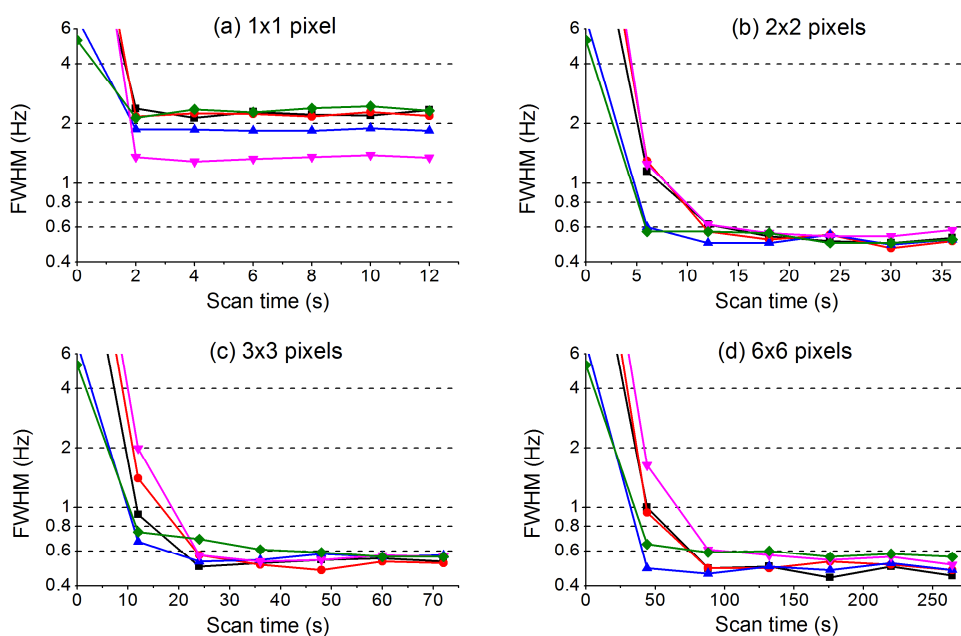 (a) 1x1 pixel
6
4
2
1
0.8
0.6
0.4
FWHM (Hz)
0 2 4 6 8 10 12
Scan time (s)
(b) 2x2 pixels
6
4
2
1
0.8
0.6
0.4
FWHM (Hz)
0 5 10 15 20 25 30 35
Scan time (s)
(c) 3x3 pixels
6
4
2
1
0.8
0.6
0.4
FWHM (Hz)
0 10 20 30 40 50 60 70
Scan time (s)
(d) 6x6 pixels
6
4
2
1
0.8
0.6
0.4
FWHM (Hz)
0 50 100 150 200 250
Scan time (s)